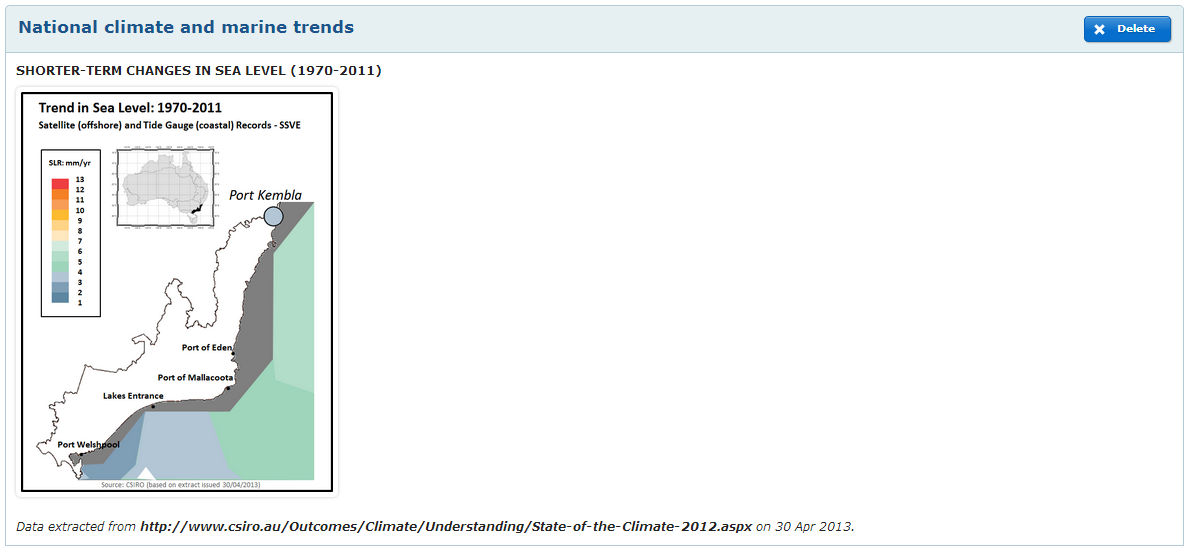 National climate and marine trends
Delete
SHORTER-TERM CHANGES IN SEA LEVEL (1970-2011)
Trend in Sea Level: 1970-2011
Satellite (offshore) and Tide Gauge (coastal) Records - SSVE
SLR: mm/yr
13
12
11
10
9
8
7
6
5
4
3
2
1
Port Kembla
Port of Eden
Port of Mallacoota
Lakes Entrance
Port Welshpool
Source: CSIRO (based on extract issued 30/04/2013)
Data extracted from http://www.csiro.au/Outcomes/Climate/Understanding/State-of-the-Climate-2012.aspx on 30 Apr 2013.